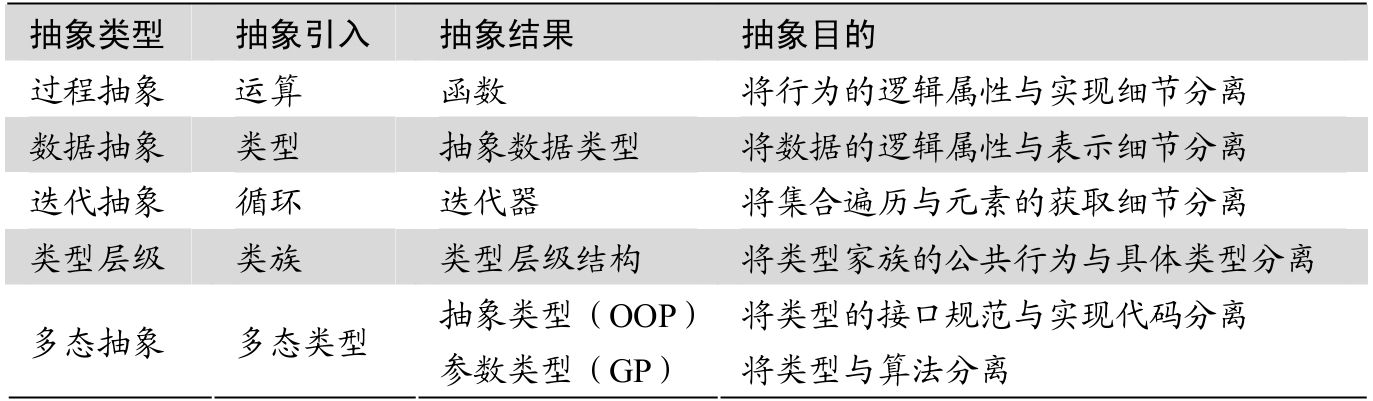 抽象类型 抽象引入 抽象结果 抽象目的
过程抽象 运算 函数 将行为的逻辑属性与实现细节分离
数据抽象 类型 抽象数据类型 将数据的逻辑属性与表示细节分离
迭代抽象 循环 迭代器 将集合遍历与元素的获取细节分离
类型层级 类族 类型层级结构 将类型家族的公共行为与具体类型分离
多态抽象 多态类型 抽象类型（OOP） 将类型的接口规范与实现代码分离
参数类型（GP） 将类型与算法分离